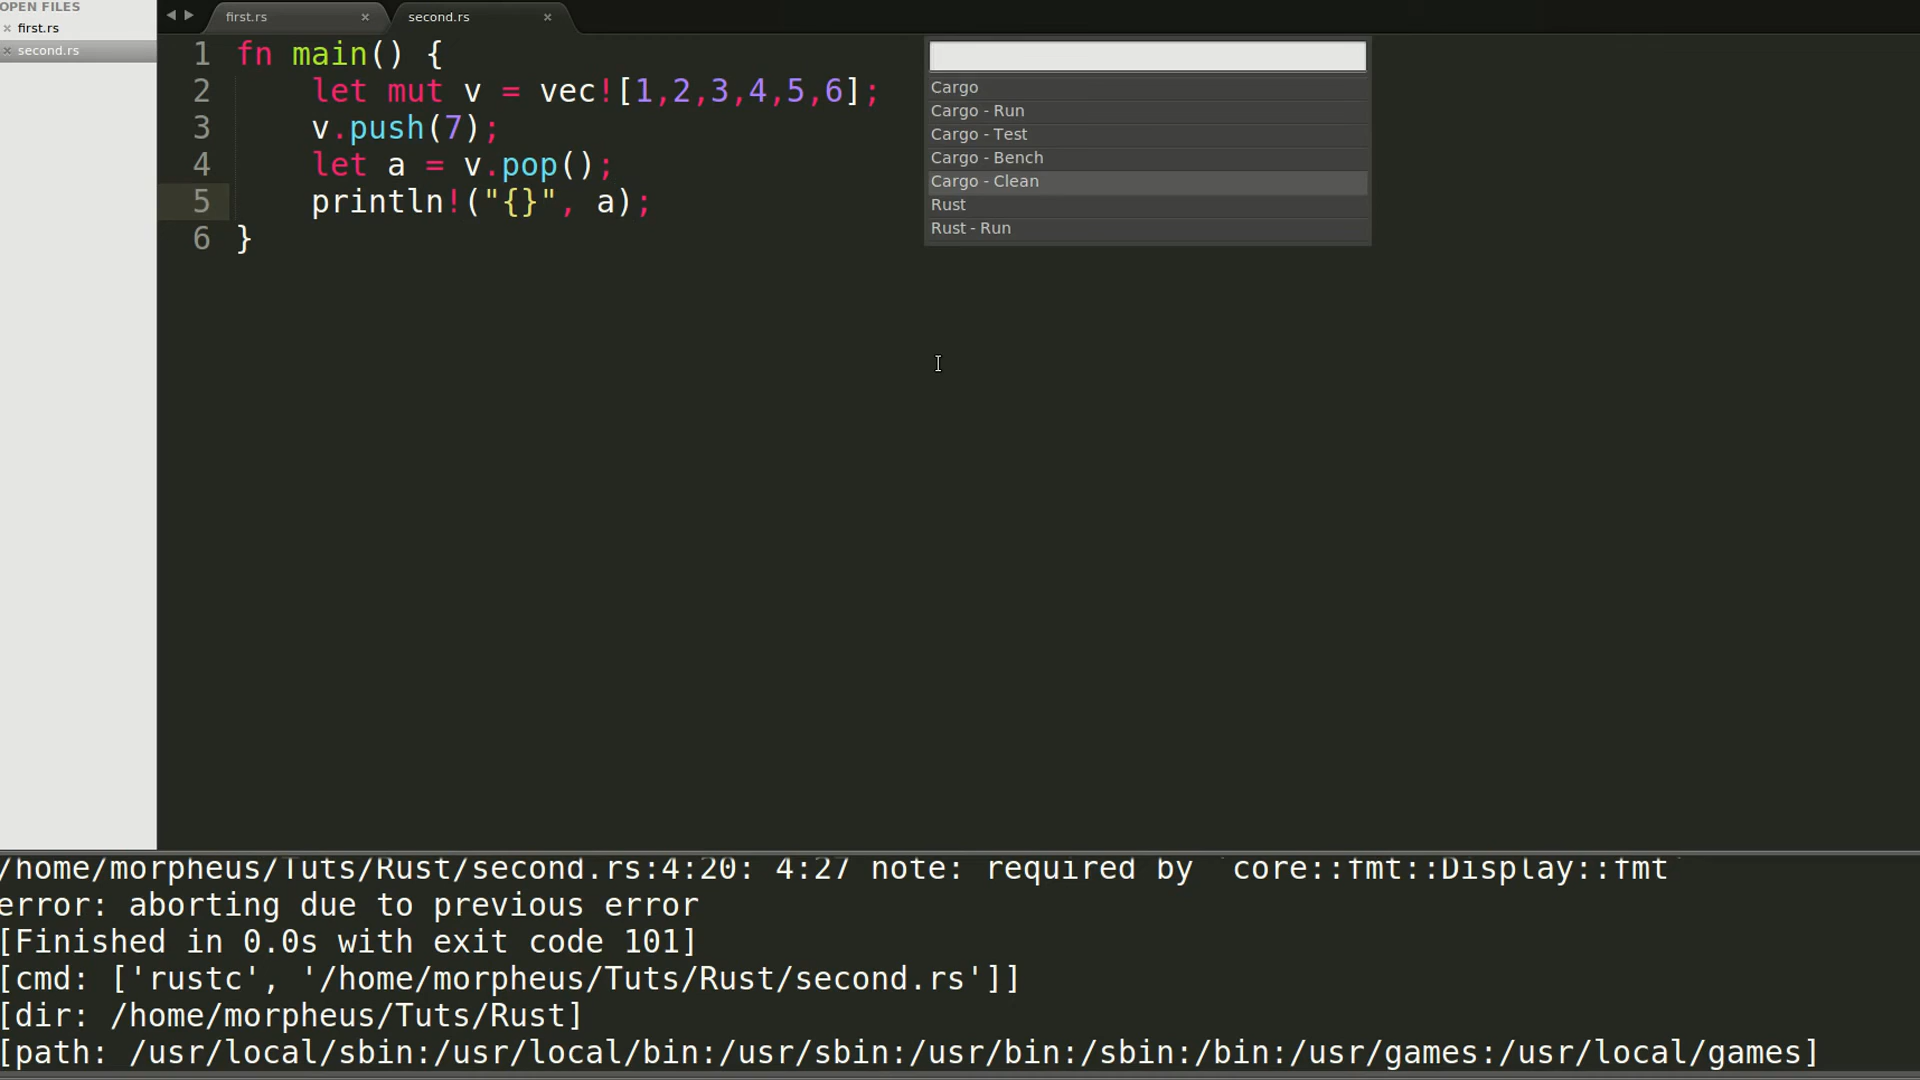 OPEN FILES
first.rs
second.rs
first.rs
second.rs
1 fn main() {
2     let mut v = vec![1,2,3,4,5,6];
3     v.push(7);
4     let a = v.pop();
5     println!("{}", a);
6 }
Cargo
Cargo - Run
Cargo - Test
Cargo - Bench
Cargo - Clean
Rust
Rust - Run
/home/morpheus/Tuts/Rust/second.rs:4:20: 4:27 note: required by `core::fmt::Display::fmt`
error: aborting due to previous error
[Finished in 0.0s with exit code 101]
[cmd: ['rustc', '/home/morpheus/Tuts/Rust/second.rs']]
[dir: /home/morpheus/Tuts/Rust]
[path: /usr/local/sbin:/usr/local/bin:/usr/sbin:/usr/bin:/sbin:/bin:/usr/games:/usr/local/games]